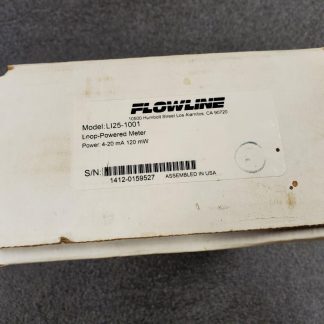 FLOWLINE
10500 Humbolt Street Los Alamitos, CA 90720
Model: LI25-1001
Loop-Powered Meter
Power: 4-20 mA 120 mW
S/N:
1412-0159527 ASSEMBLED IN USA